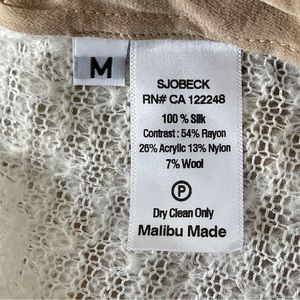 M
SJOBECK
RN# CA 122248
100 % Silk
Contrast : 54% Rayon
26% Acrylic 13% Nylon
7% Wool
P
Dry Clean Only
Malibu Made